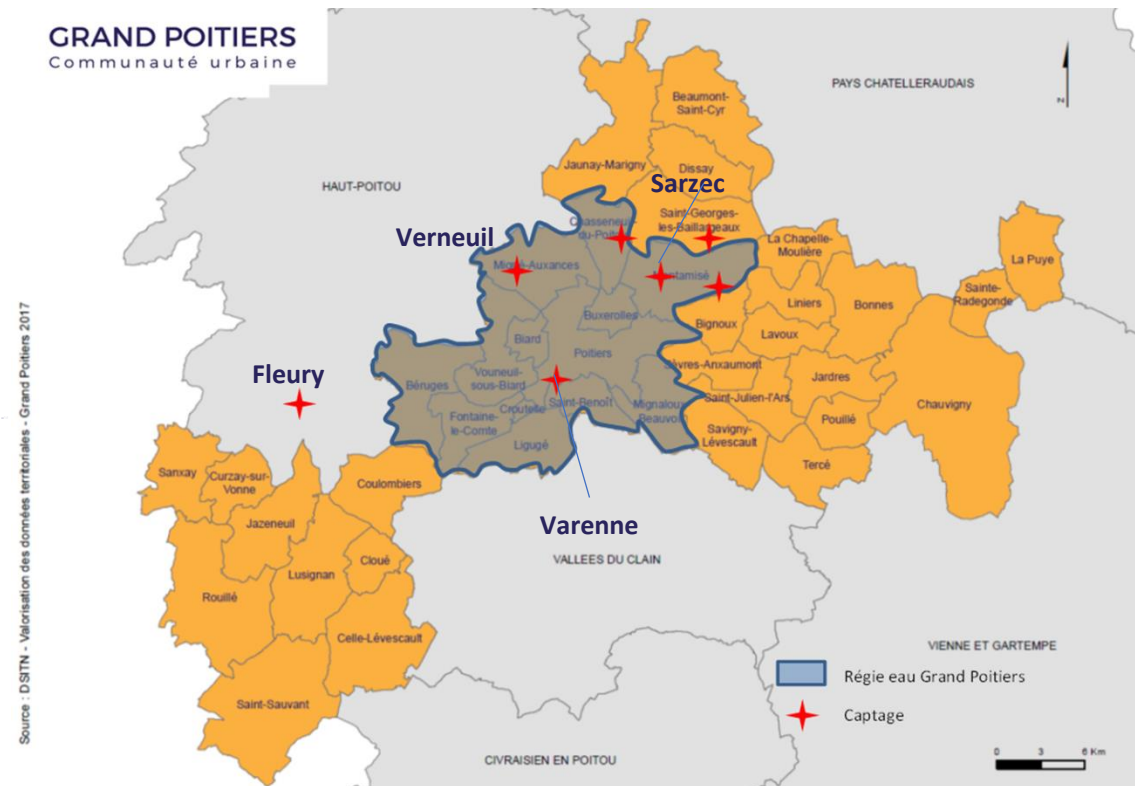 GRAND POITIERS
Communauté urbaine
PAYS CHATELLERAUDAIS
N
Beaumont-
Saint-Cyr
Jaunay-Marigny
Dissay
HAUT-POITOU
Sarzec
Saint-Georges-
les-Baillargeaux
Chasseneuil-
du-Poitou
Verneuil
La Chapelle-
Moulière
La Puye
Migné-Auxances
Montamisé
Sainte-
Radegonde
Liniers
Bonnes
Buxerolles
Bignoux
Lavoux
Biard
Poitiers
Sèvres-Anxaumont
Fleury
Vouneuil-
sous-Biard
Béruges
Jardres
Saint-Julien-l'Ars
Chauvigny
Saint-Benoît
Mignaloux-
Beauvoir
Croutelle
Fontaine-
le-Comte
Pouillé
Savigny-
Lévescault
Ligugé
Tercé
Sanxay
Curzay-sur-
Vonne
Coulombiers
Jazeneuil
Varenne
VALLEES DU CLAIN
Cloué
Lusignan
Rouillé
Celle-Lévescault
VIENNE ET GARTEMPE
Régie eau Grand Poitiers
Saint-Sauvant
Captage
CIVRAISIEN EN POITOU
0 3 6 Km
Source : DSITN - Valorisation des données territoriales - Grand Poitiers 2017